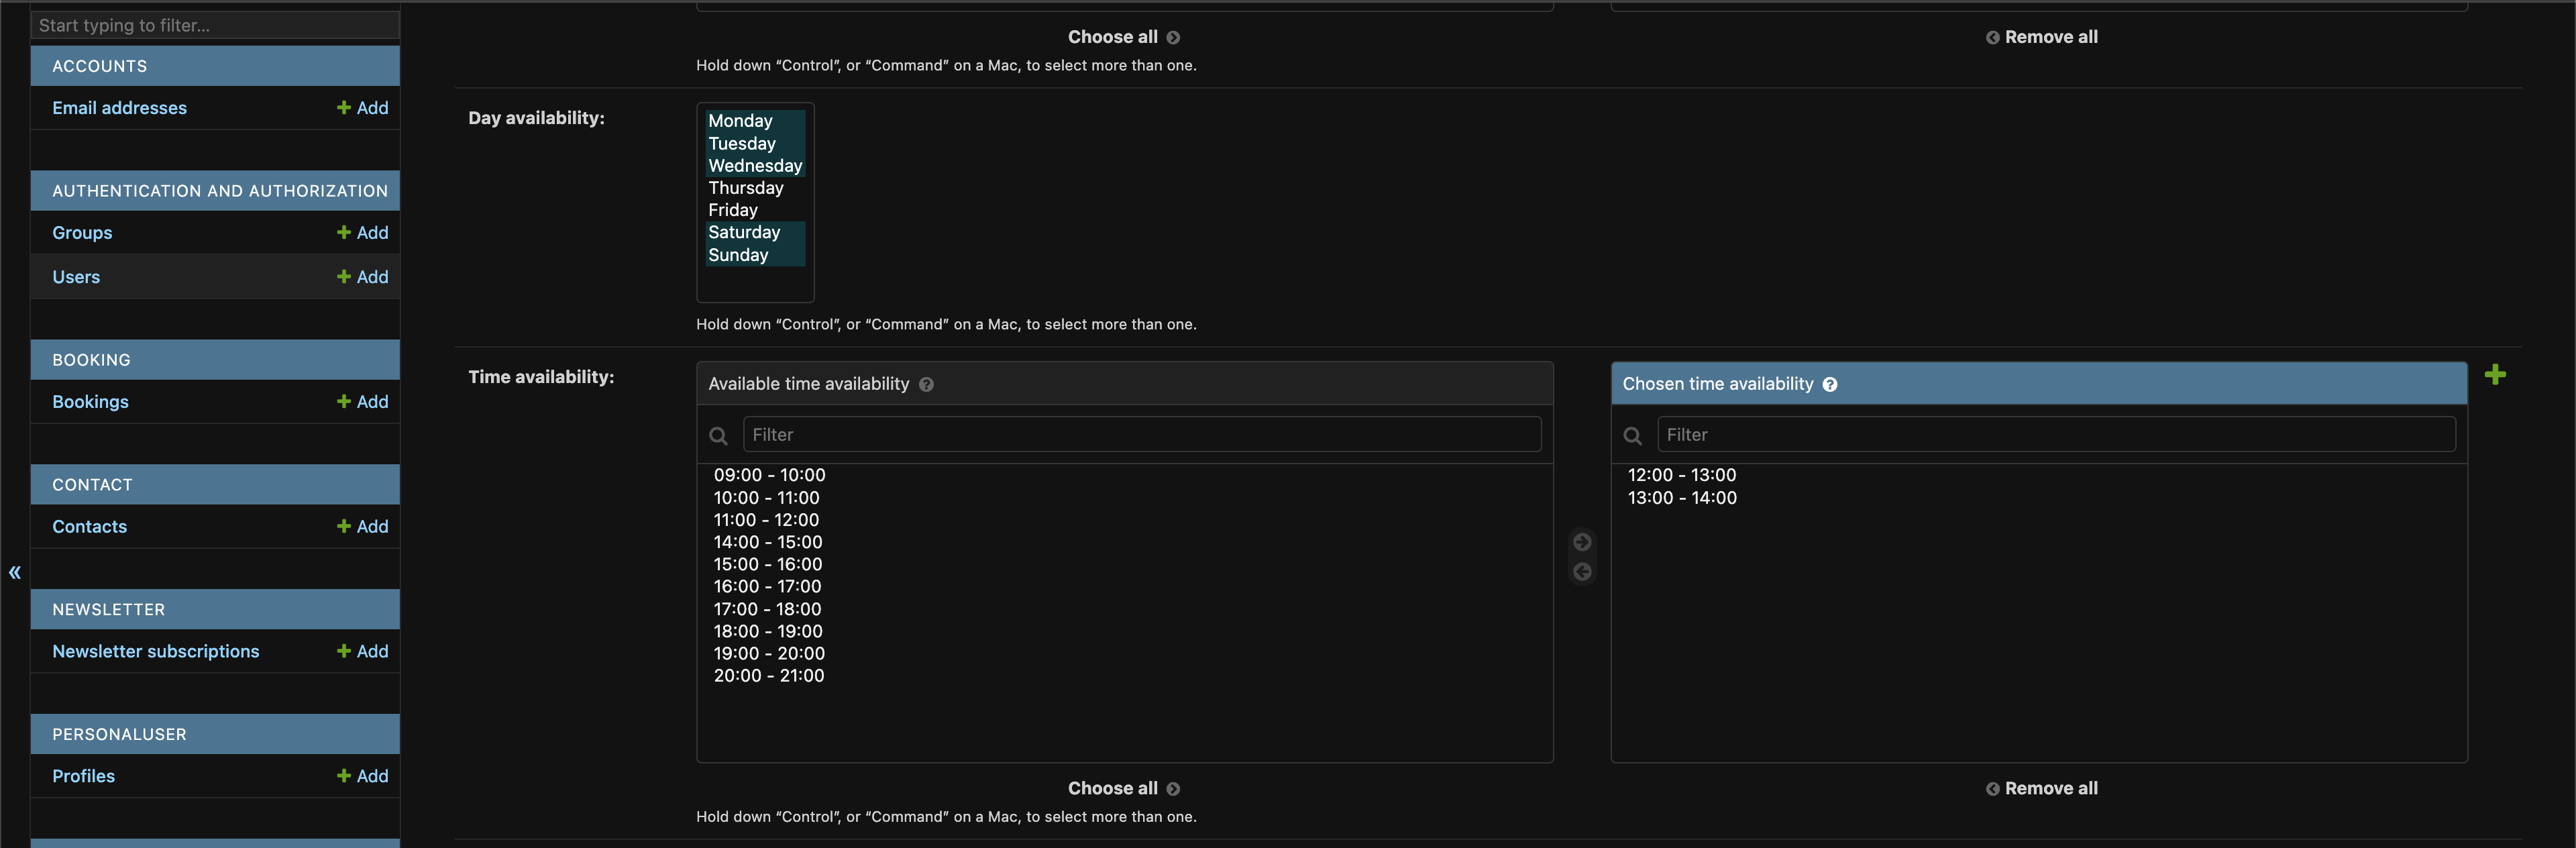 Start typing to filter...
ACCOUNTS
Email addresses
Add
AUTHENTICATION AND AUTHORIZATION
Groups
Add
Users
Add
BOOKING
Bookings
Add
CONTACT
Contacts
Add
NEWSLETTER
Newsletter subscriptions
Add
PERSONALUSER
Profiles
Add
«
Choose all
Remove all
Hold down “Control”, or “Command” on a Mac, to select more than one.
Day availability:
Monday
Tuesday
Wednesday
Thursday
Friday
Saturday
Sunday
Hold down “Control”, or “Command” on a Mac, to select more than one.
Time availability:
Available time availability ?
Filter
09:00 - 10:00
10:00 - 11:00
11:00 - 12:00
14:00 - 15:00
15:00 - 16:00
16:00 - 17:00
17:00 - 18:00
18:00 - 19:00
19:00 - 20:00
20:00 - 21:00
Choose all
Hold down “Control”, or “Command” on a Mac, to select more than one.
Chosen time availability ?
Filter
12:00 - 13:00
13:00 - 14:00
Remove all